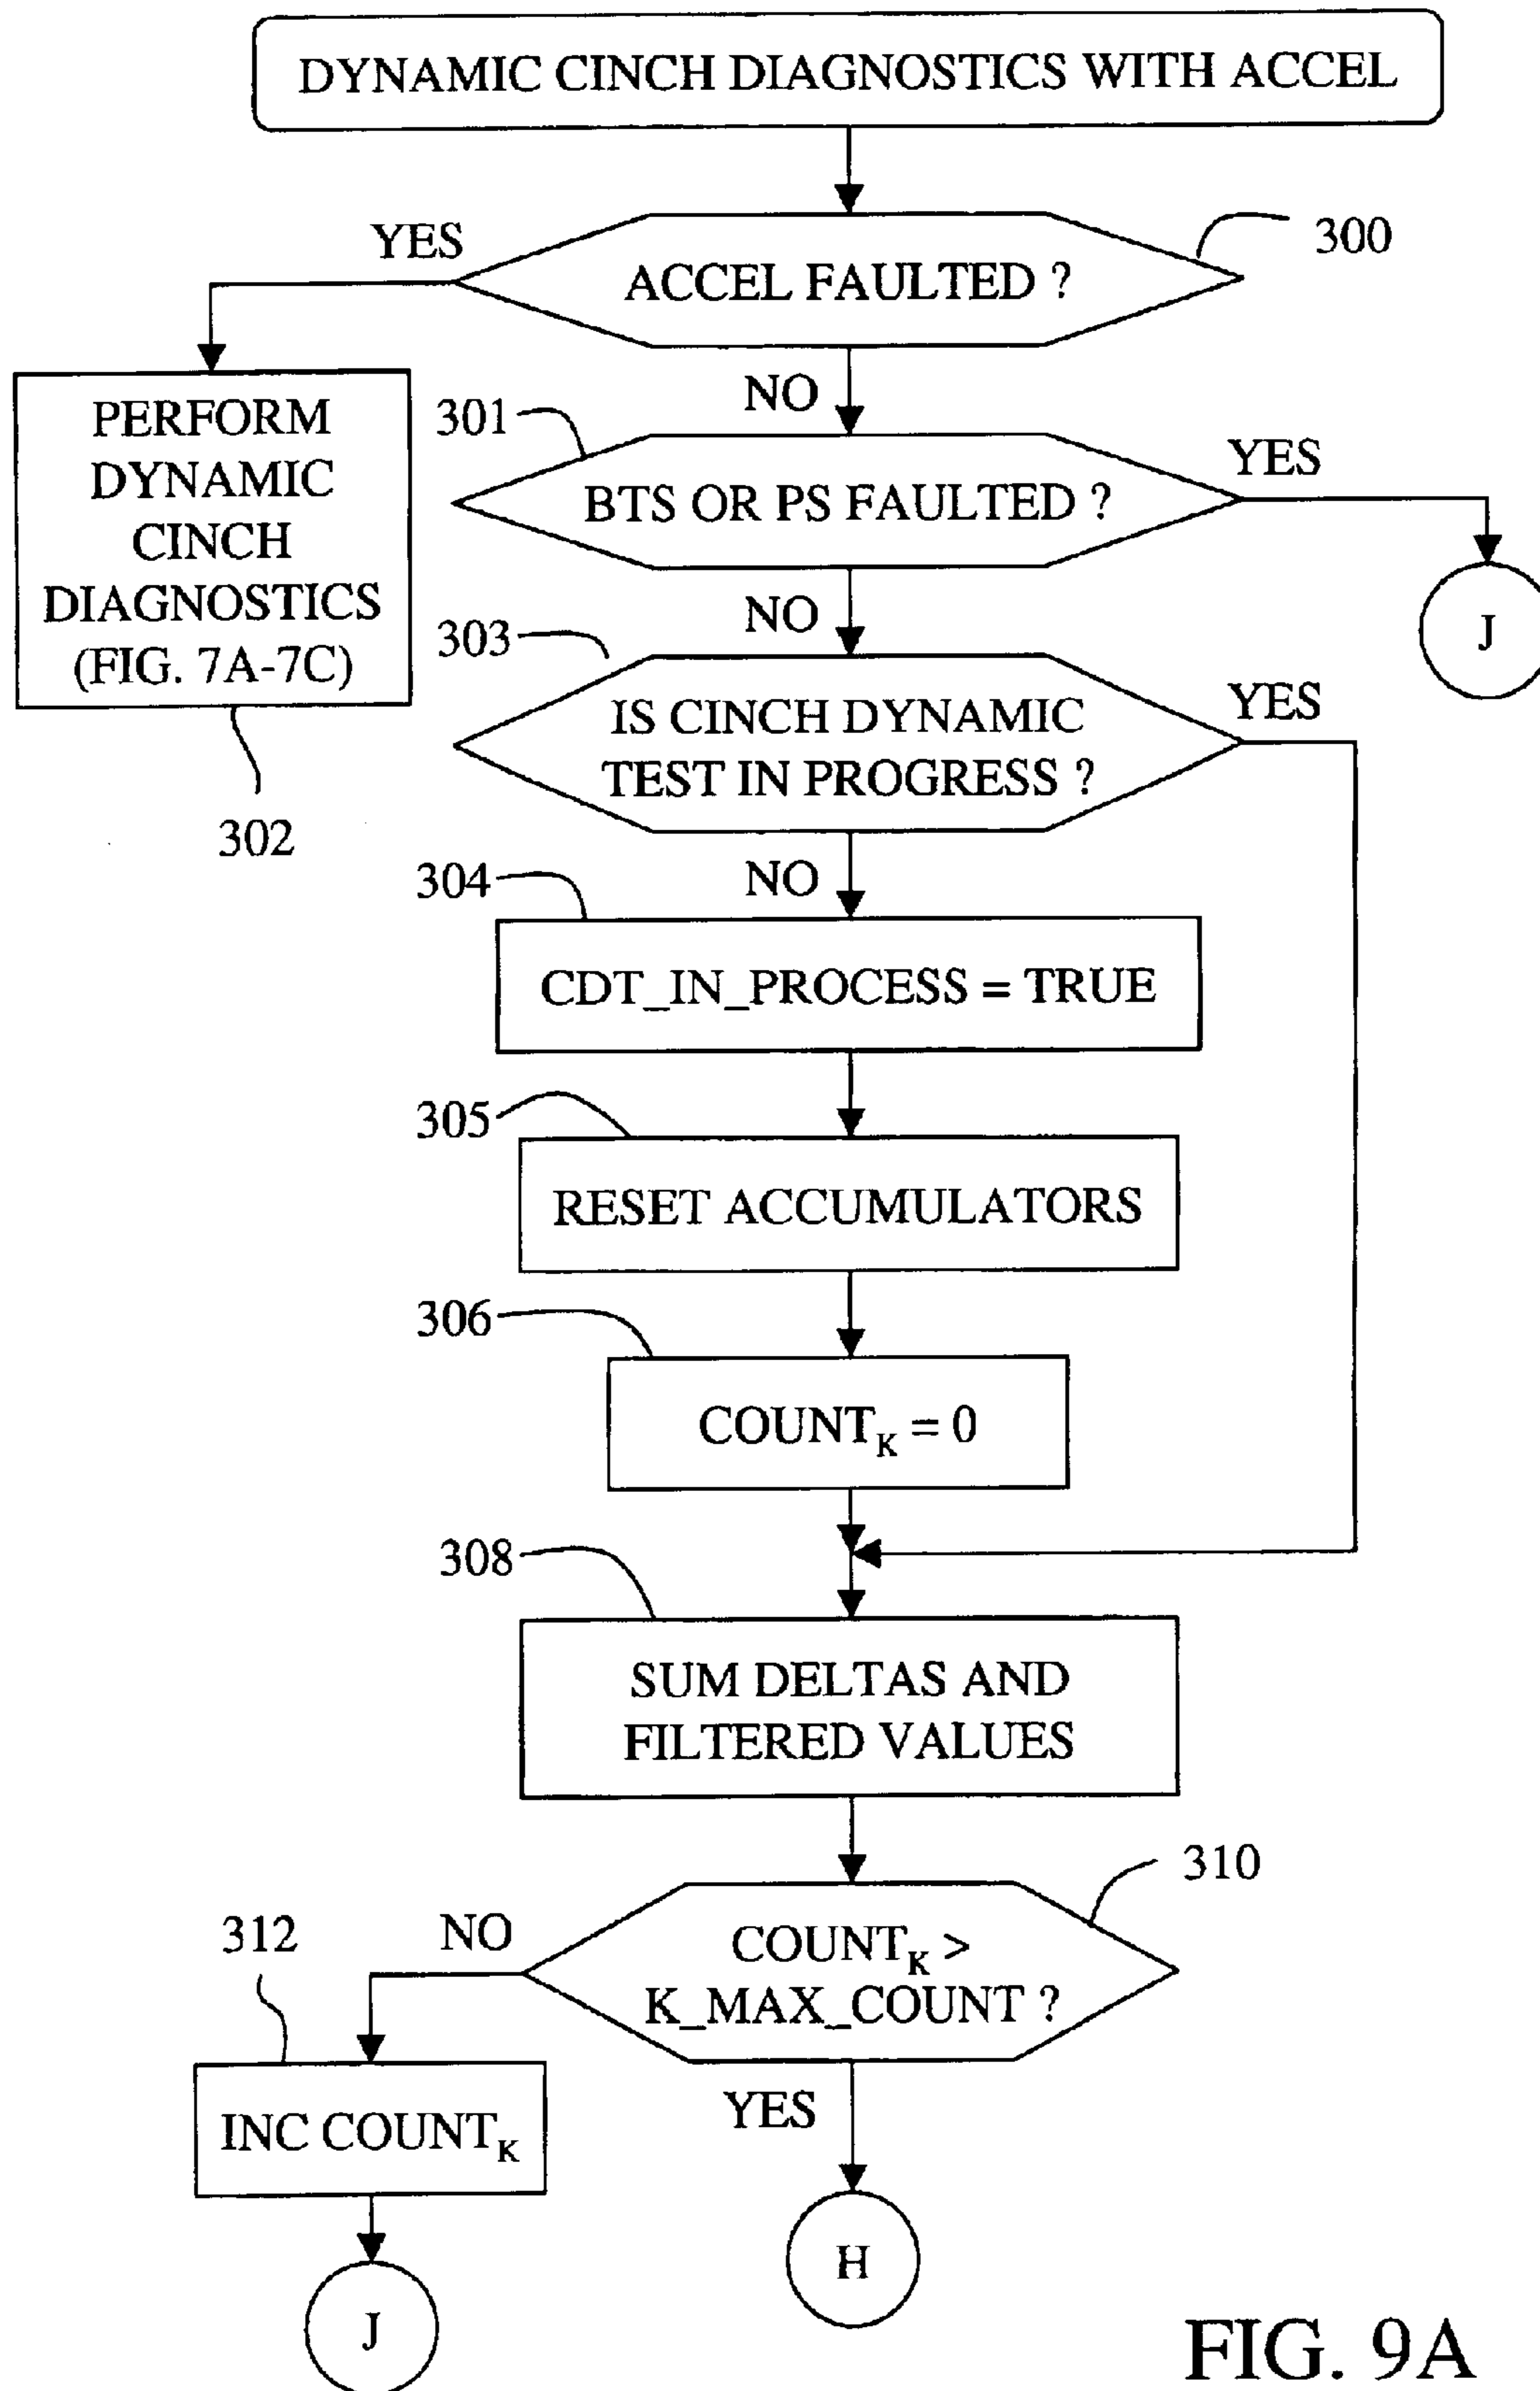 DYNAMIC CINCH DIAGNOSTICS WITH ACCEL
YES
300
ACCEL FAULTED ?
PERFORM
DYNAMIC
CINCH
DIAGNOSTICS
(FIG. 7A-7C)
302
NO
301
BTS OR PS FAULTED ?
YES
J
NO
303
IS CINCH DYNAMIC
TEST IN PROGRESS ?
YES
NO
304
CDT_IN_PROCESS = TRUE
305
RESET ACCUMULATORS
306
COUNTK = 0
308
SUM DELTAS AND
FILTERED VALUES
310
COUNTK >
K_MAX_COUNT ?
NO
312
INC COUNTK
J
YES
H
FIG. 9A